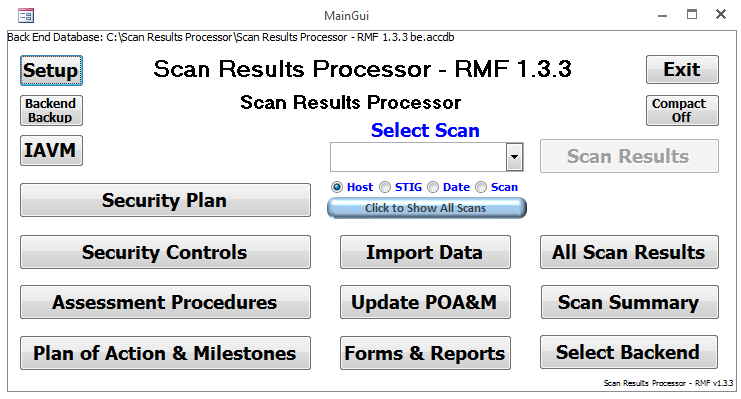 MainGui
Back End Database: C:\Scan Results Processor\Scan Results Processor - RMF 1.3.3 be.accdb
Setup
Scan Results Processor - RMF 1.3.3
Exit
Backend
Backup
Scan Results Processor
Compact
Off
IAVM
Select Scan
Scan Results
Host
STIG
Date
Scan
Security Plan
Click to Show All Scans
Security Controls
Import Data
All Scan Results
Assessment Procedures
Update POA&M
Scan Summary
Plan of Action & Milestones
Forms & Reports
Select Backend
Scan Results Processor - RMF v1.3.3